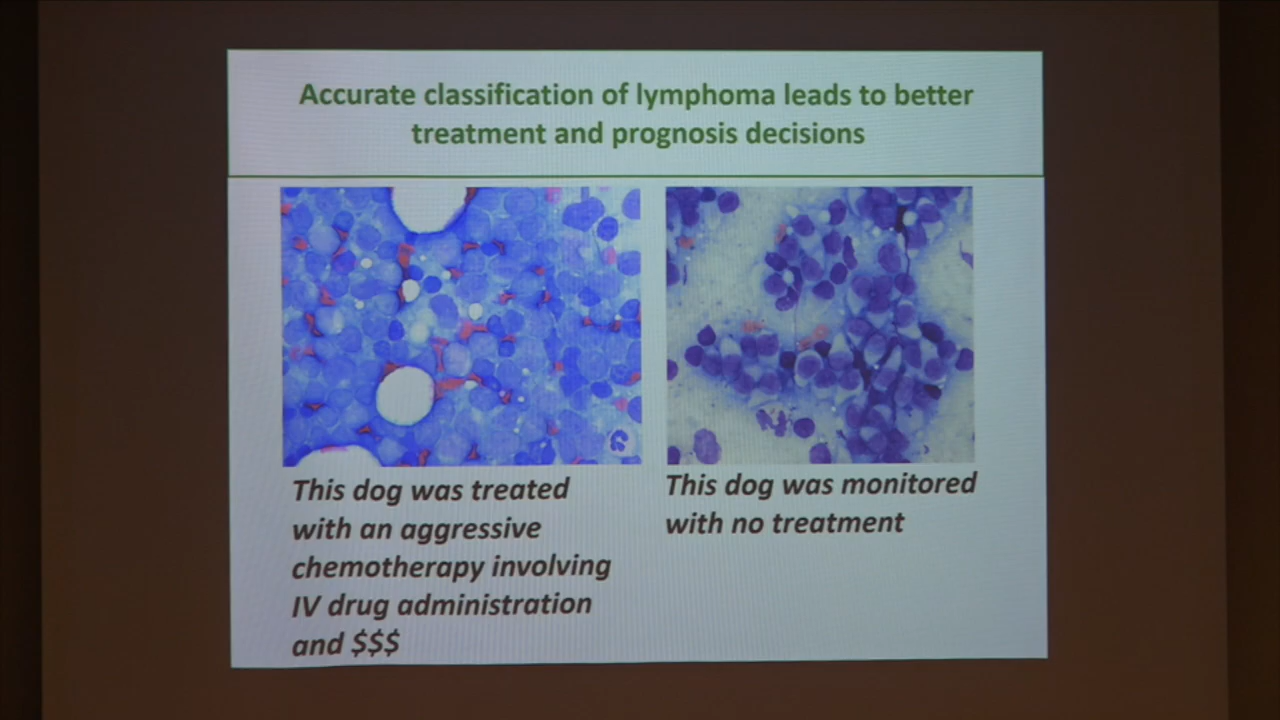 Accurate classification of lymphoma leads to better
treatment and prognosis decisions
This dog was treated
with an aggressive
chemotherapy involving
IV drug administration
and $$$
This dog was monitored
with no treatment